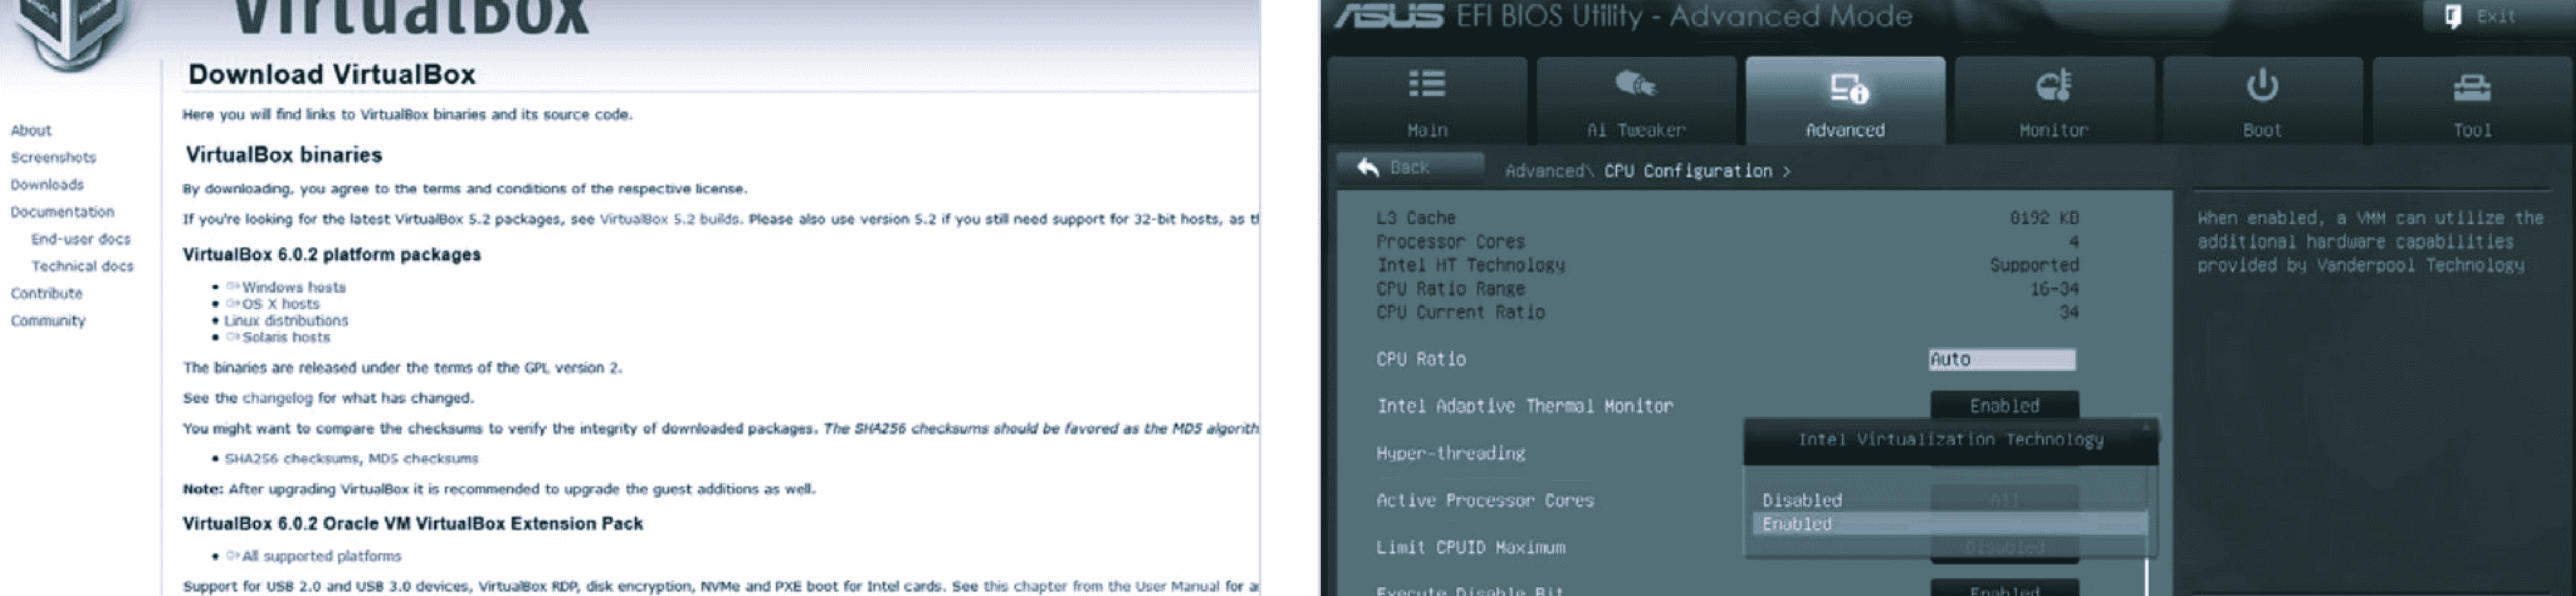 VirtualBox
Download VirtualBox
Here you will find links to VirtualBox binaries and its source code.
About
Screenshots
Downloads
Documentation
End-user docs
Technical docs
Contribute
Community
VirtualBox binaries
By downloading, you agree to the terms and conditions of the respective license.
If you're looking for the latest VirtualBox 5.2 packages, see VirtualBox 5.2 builds. Please also use version 5.2 if you still need support for 32-bit hosts, as
VirtualBox 6.0.2 platform packages
• Windows hosts
• OS X hosts
• Linux distributions
• Solaris hosts
The binaries are released under the terms of the GPL version 2.
See the changelog for what has changed.
You might want to compare the checksums to verify the integrity of downloaded packages. The SHA256 checksums should be favored as the MD5 algorith
• SHA256 checksums, MD5 checksums
Note: After upgrading VirtualBox it is recommended to upgrade the guest additions as well.
VirtualBox 6.0.2 Oracle VM VirtualBox Extension Pack
• All supported platforms
Support for USB 2.0 and USB 3.0 devices, VirtualBox RDP, disk encryption, NVMe and PXE boot for Intel cards. See this chapter from the User Manual for
ASUS EFI BIOS Utility - Advanced Mode
Exit
Main
Ai Tweaker
Advanced
Monitor
Boot
Tool
Back
Advanced\ CPU Configuration >
L3 Cache 8192 KB
Processor Cores 4
Intel HT Technology Supported
CPU Ratio Range 16-34
CPU Current Ratio 34
CPU Ratio Auto
Intel Adaptive Thermal Monitor Enabled
Hyper-threading
Active Processor Cores All
Limit CPUID Maximum Disabled
Execute Disable Bit Enabled
Intel Virtualization Technology
Disabled
Enabled
When enabled, a VMM can utilize the
additional hardware capabilities
provided by Vanderpool Technology